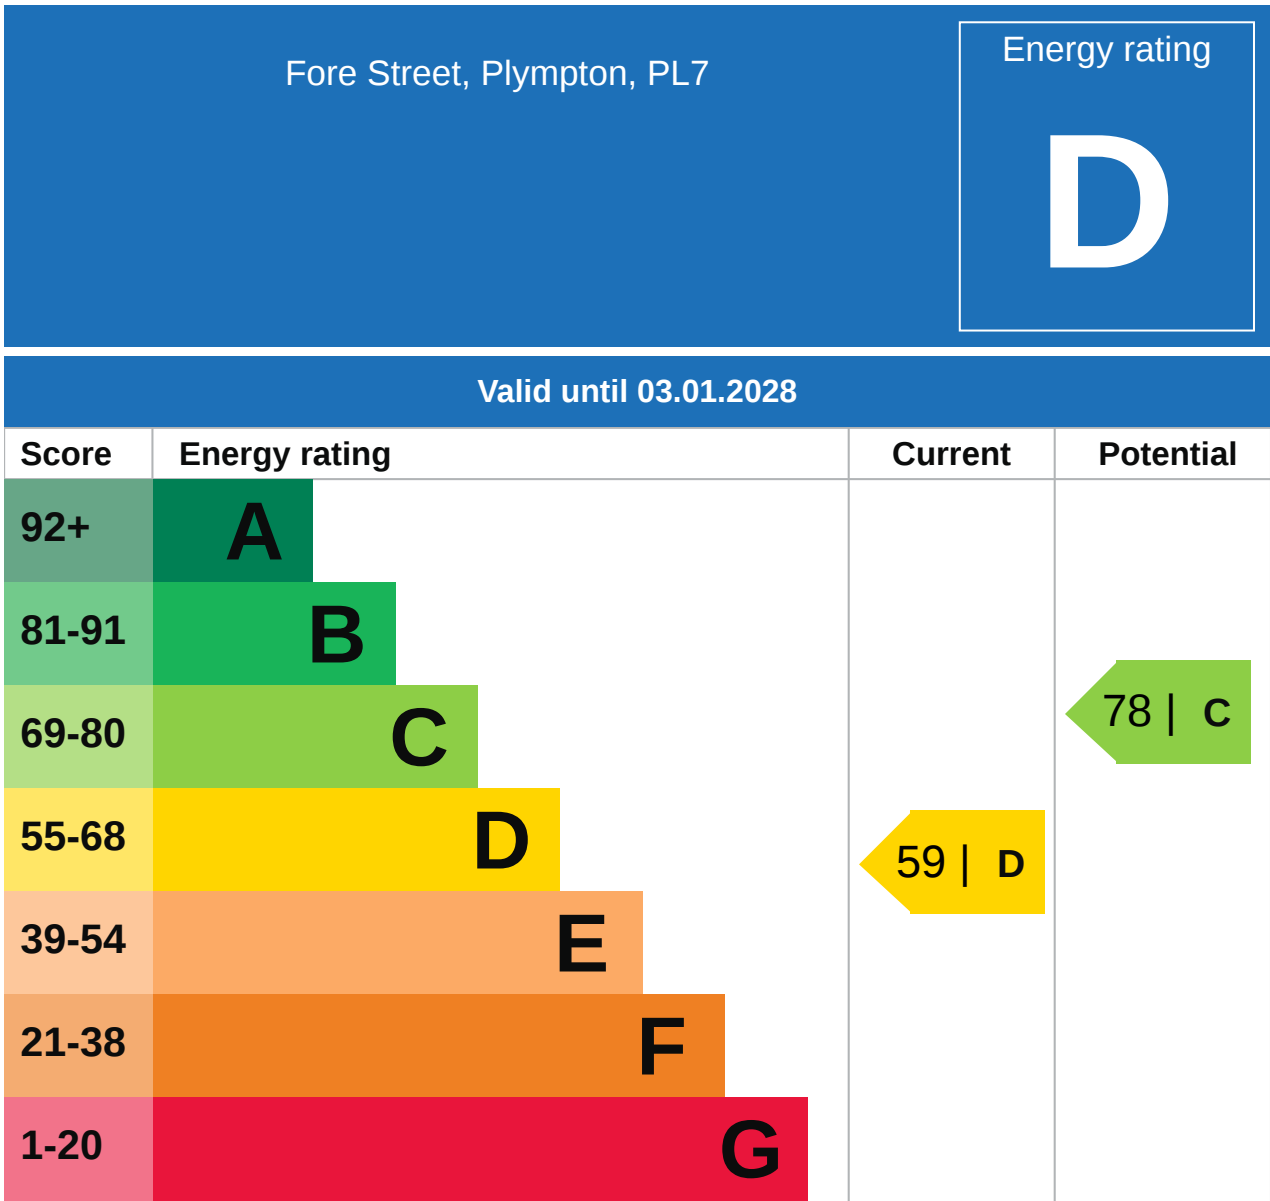 Fore Street, Plympton, PL7
Energy rating
D
Valid until 03.01.2028
Score Energy rating Current Potential
92+ A
81-91 B
69-80 C
78 | C
55-68 D
59 | D
39-54 E
21-38 F
1-20 G